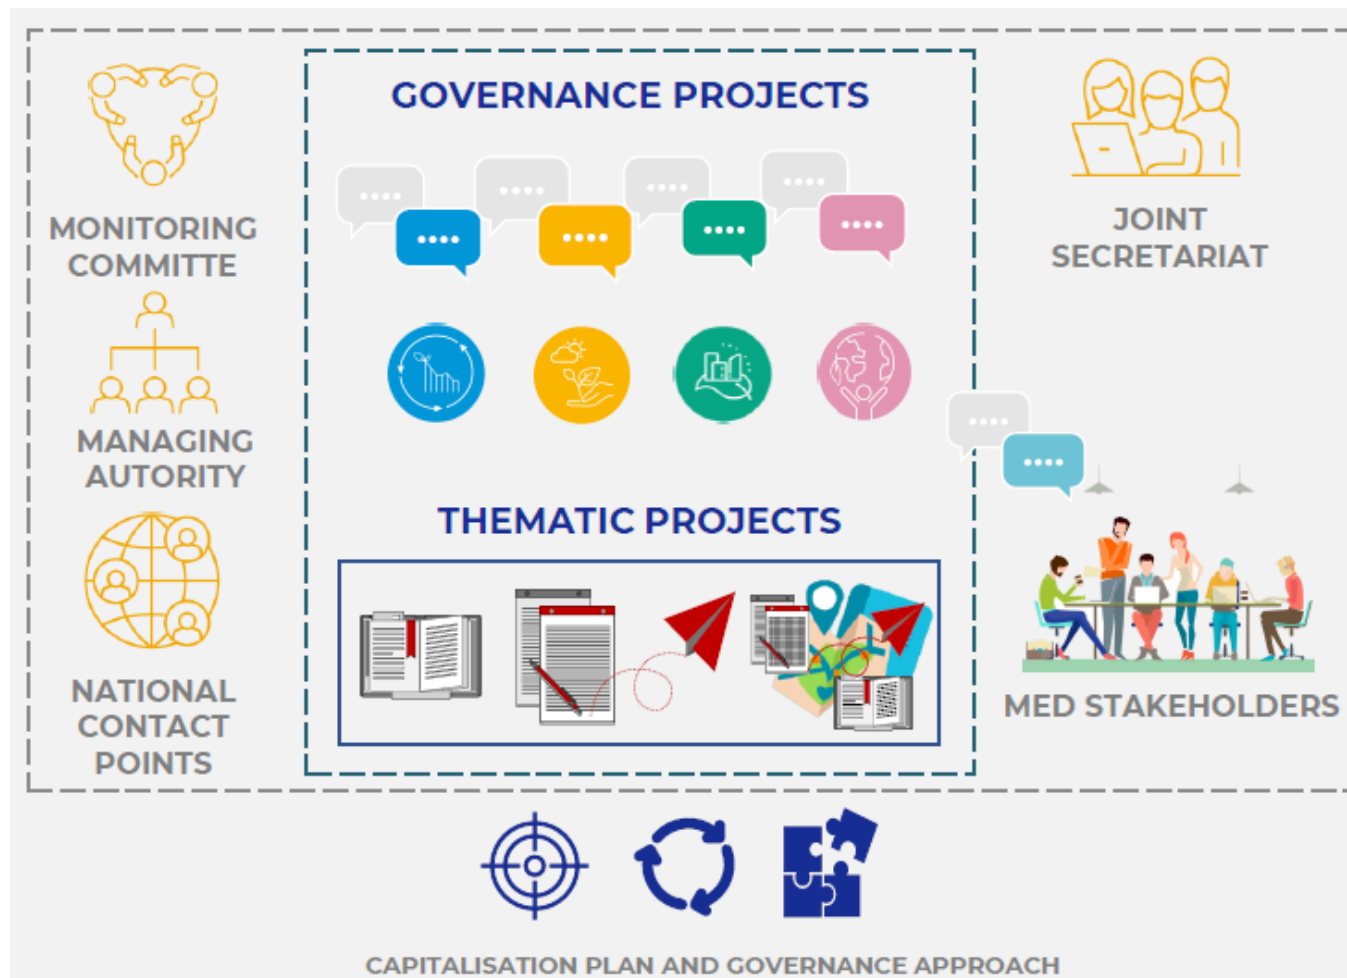 GOVERNANCE PROJECTS
MONITORING
COMMITTE
MANAGING
AUTORITY
NATIONAL
CONTACT
POINTS
THEMATIC PROJECTS
JOINT
SECRETARIAT
MED STAKEHOLDERS
CAPITALISATION PLAN AND GOVERNANCE APPROACH